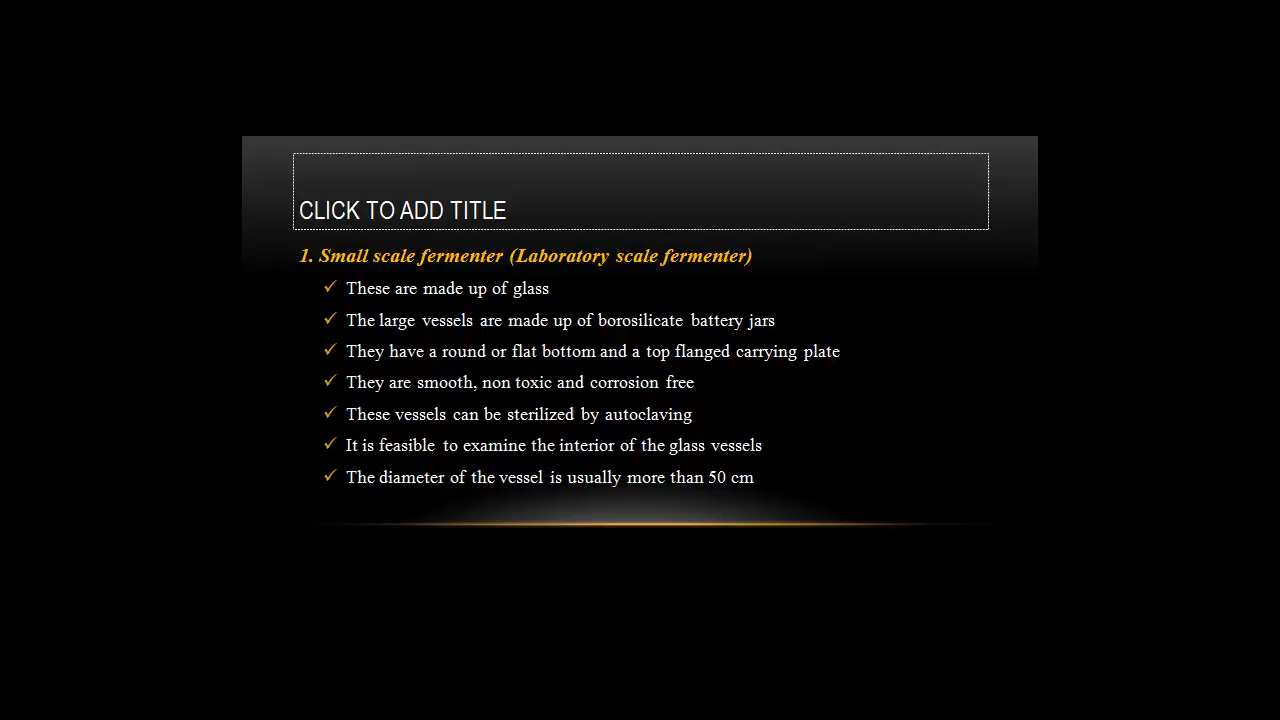 CLICK TO ADD TITLE
1. Small scale fermenter (Laboratory scale fermenter)
✓ These are made up of glass
✓ The large vessels are made up of borosilicate battery jars
✓ They have a round or flat bottom and a top flanged carrying plate
✓ They are smooth, non toxic and corrosion free
✓ These vessels can be sterilized by autoclaving
✓ It is feasible to examine the interior of the glass vessels
✓ The diameter of the vessel is usually more than 50 cm